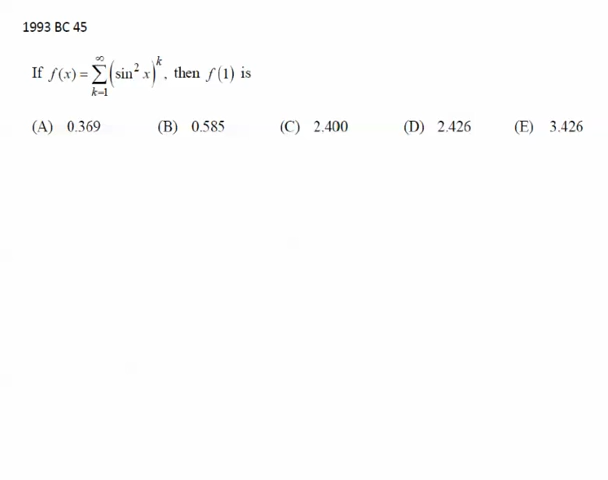 1993 BC 45
If f(x) = ∑_{k=1}^{∞} (sin² x)^k, then f(1) is
(A) 0.369 (B) 0.585 (C) 2.400 (D) 2.426 (E) 3.426